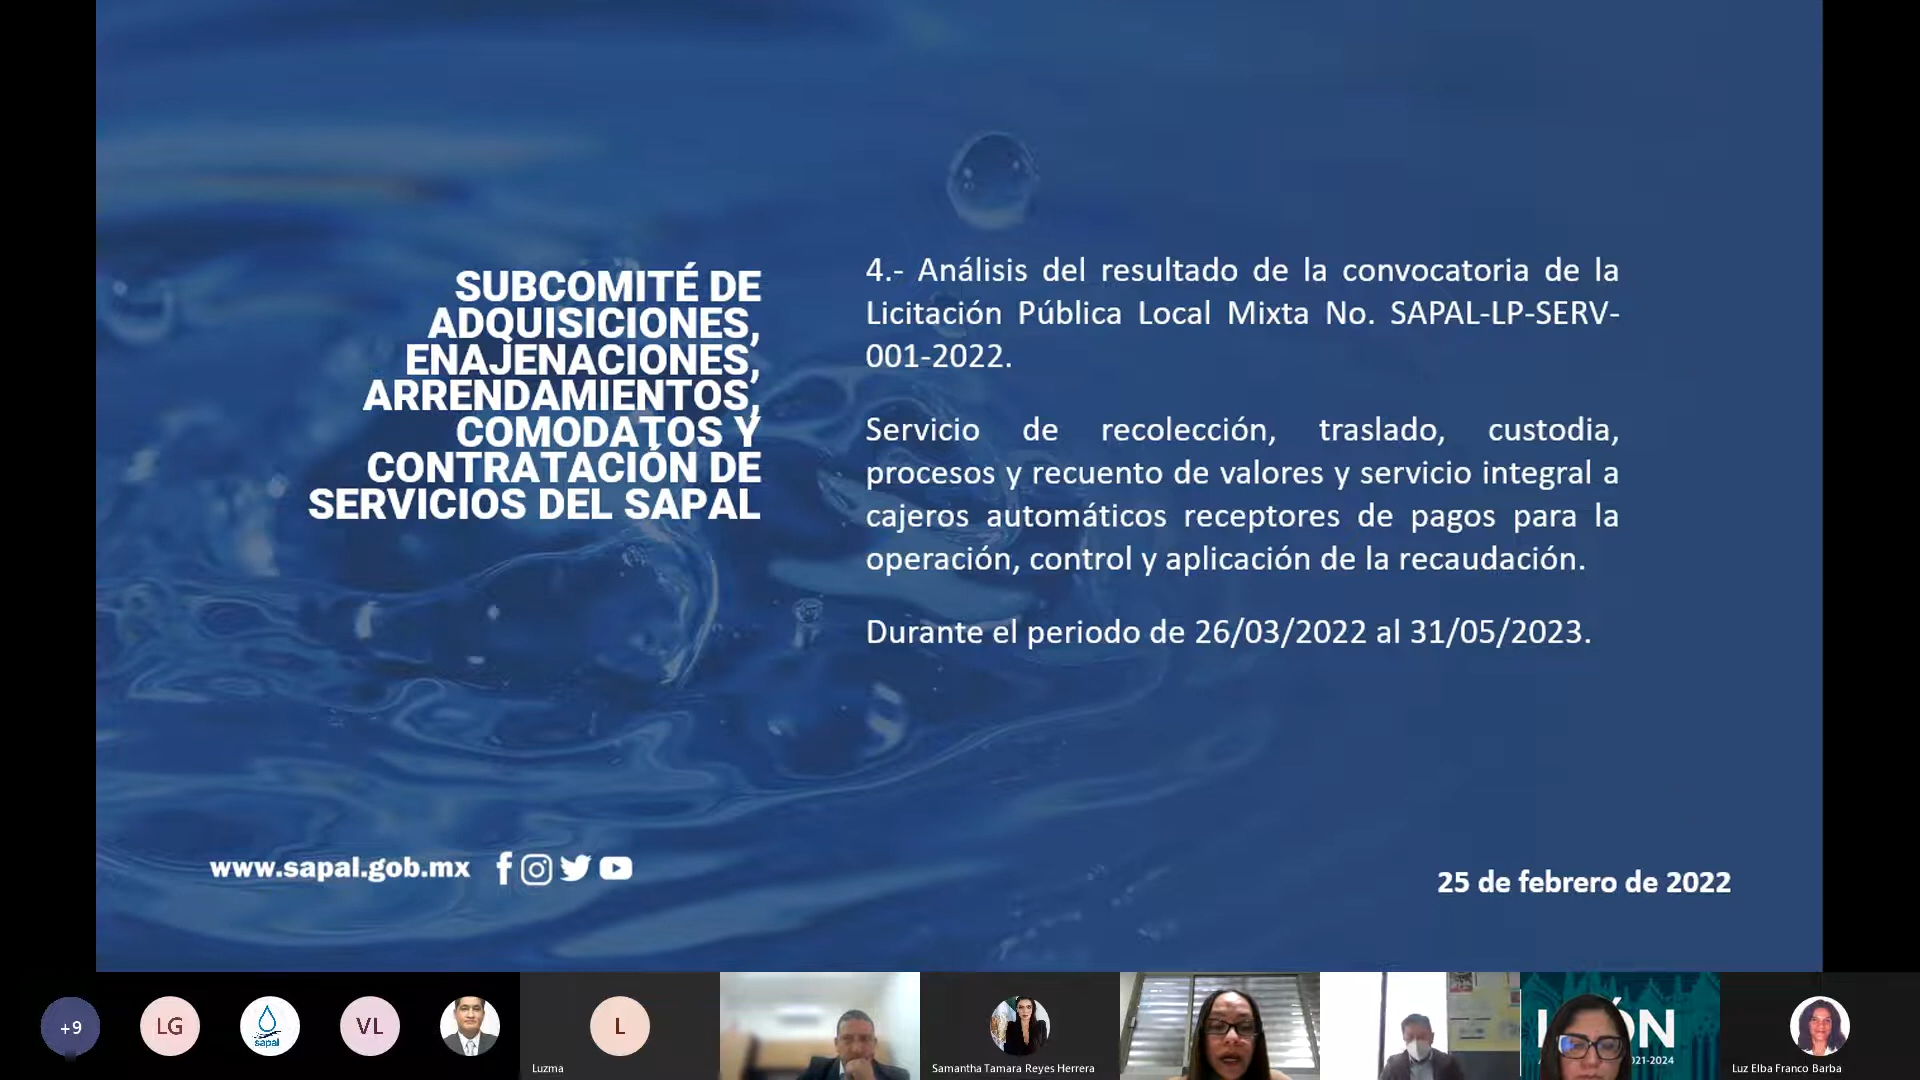 SUBCOMITÉ DE
ADQUISICIONES,
ENAJENACIONES,
ARRENDAMIENTOS,
COMODATOS Y
CONTRATACIÓN DE
SERVICIOS DEL SAPAL
4.- Análisis del resultado de la convocatoria de la
Licitación Pública Local Mixta No. SAPAL-LP-SERV-
001-2022.
Servicio de recolección, traslado, custodia,
procesos y recuento de valores y servicio integral a
cajeros automáticos receptores de pagos para la
operación, control y aplicación de la recaudación.
Durante el periodo de 26/03/2022 al 31/05/2023.
www.sapal.gob.mx
25 de febrero de 2022
+9
LG
sapal
VL
L
Luzma
Samantha Tamara Reyes Herrera
2021-2024
Luz Elba Franco Barba